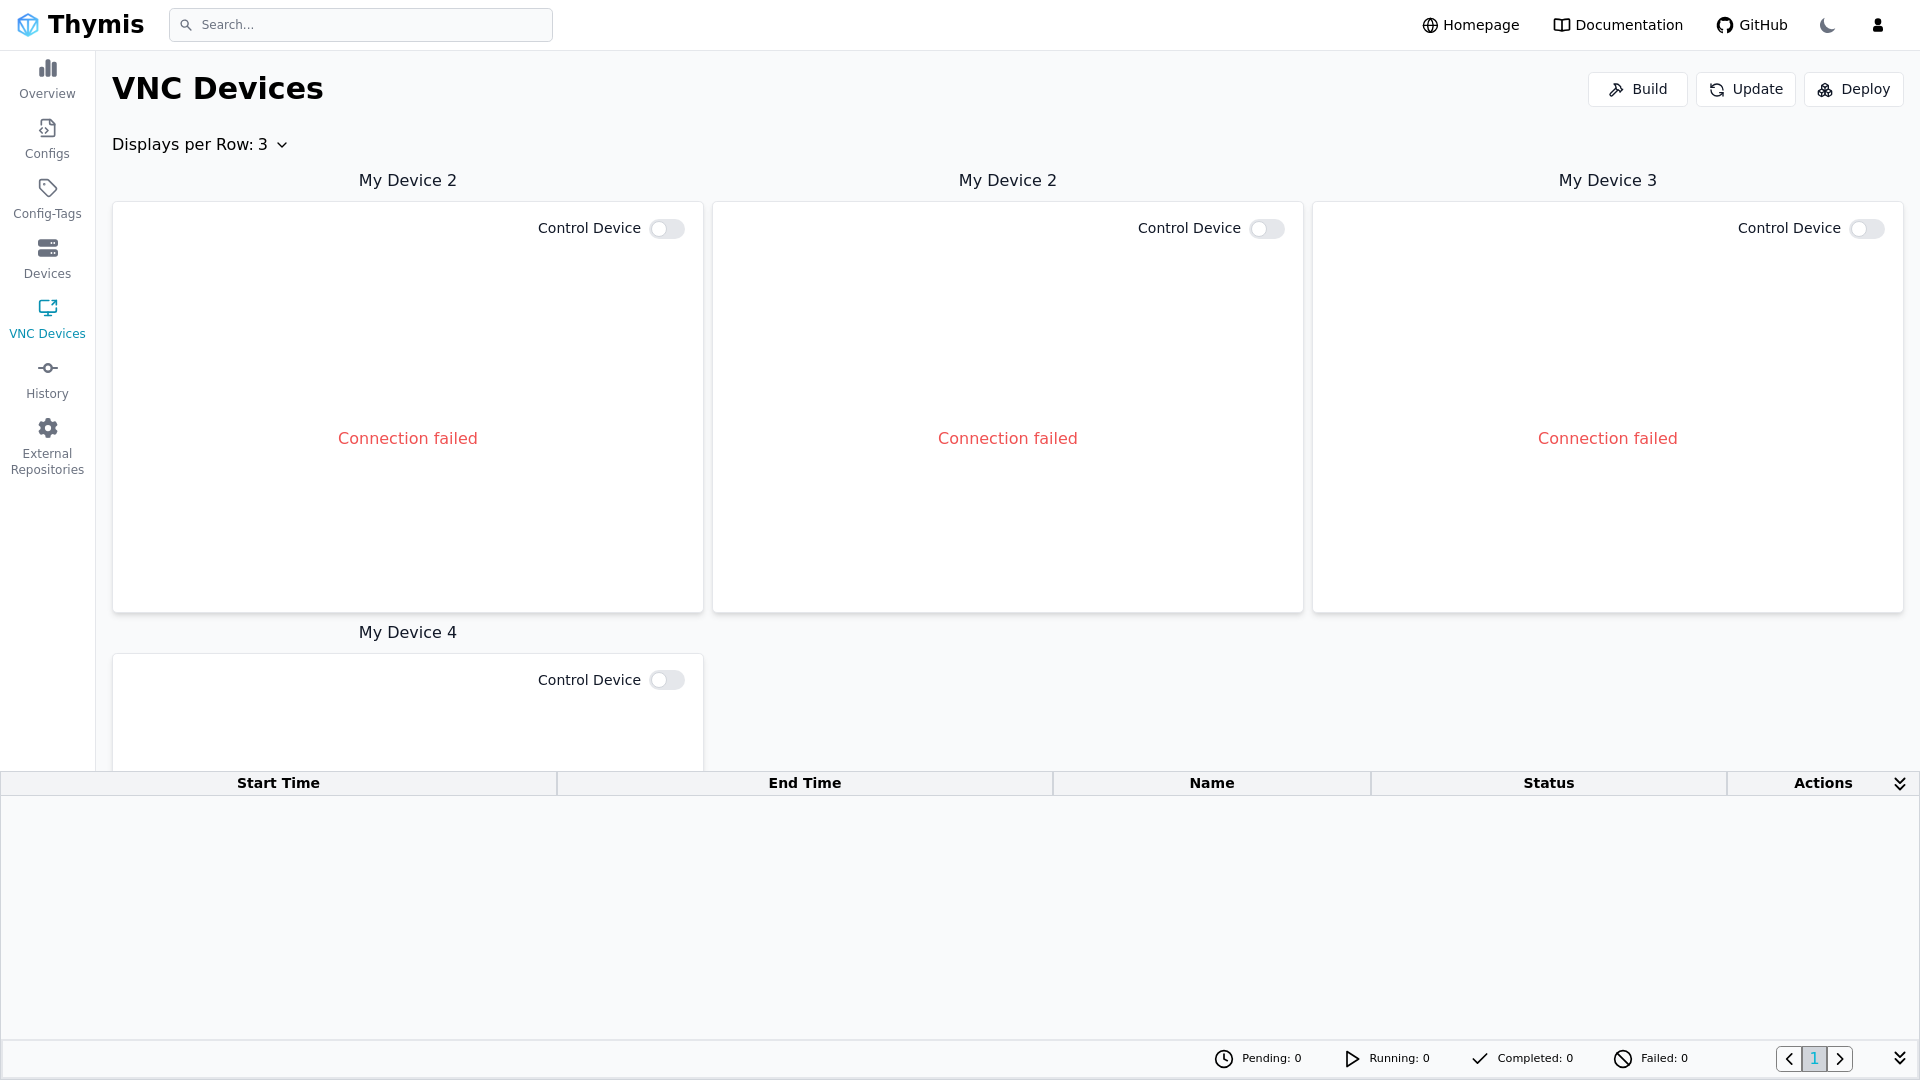 Thymis
Search...
Homepage
Documentation
GitHub
Overview
Configs
Config-Tags
Devices
VNC Devices
History
External
Repositories
VNC Devices
Build
Update
Deploy
Displays per Row: 3
My Device 2
My Device 2
My Device 3
Control Device
Control Device
Control Device
Connection failed
Connection failed
Connection failed
My Device 4
Control Device
Start Time
End Time
Name
Status
Actions
Pending: 0
Running: 0
Completed: 0
Failed: 0
1